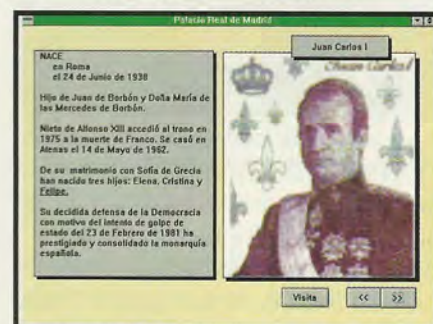 Palacio Real de Madrid
Juan Carlos I
Juan Carlos I
NACE
en Roma
el 24 de Junio de 1938
Hijo de Juan de Borbón y Doña María de
las Mercedes de Borbón.
Nieto de Alfonso XIII accedió al trono en
1975 a la muerte de Franco. Se casó en
Atenas el 14 de Mayo de 1962.
De su matrimonio con Sofía de Grecia
han nacido tres hijos: Elena, Cristina y
Felipe.
Su decidida defensa de la Democracia
con motivo del intento de golpe de
estado del 23 de Febrero de 1981 ha
prestigiado y consolidado la monarquía
española.
Visita
<<
>>